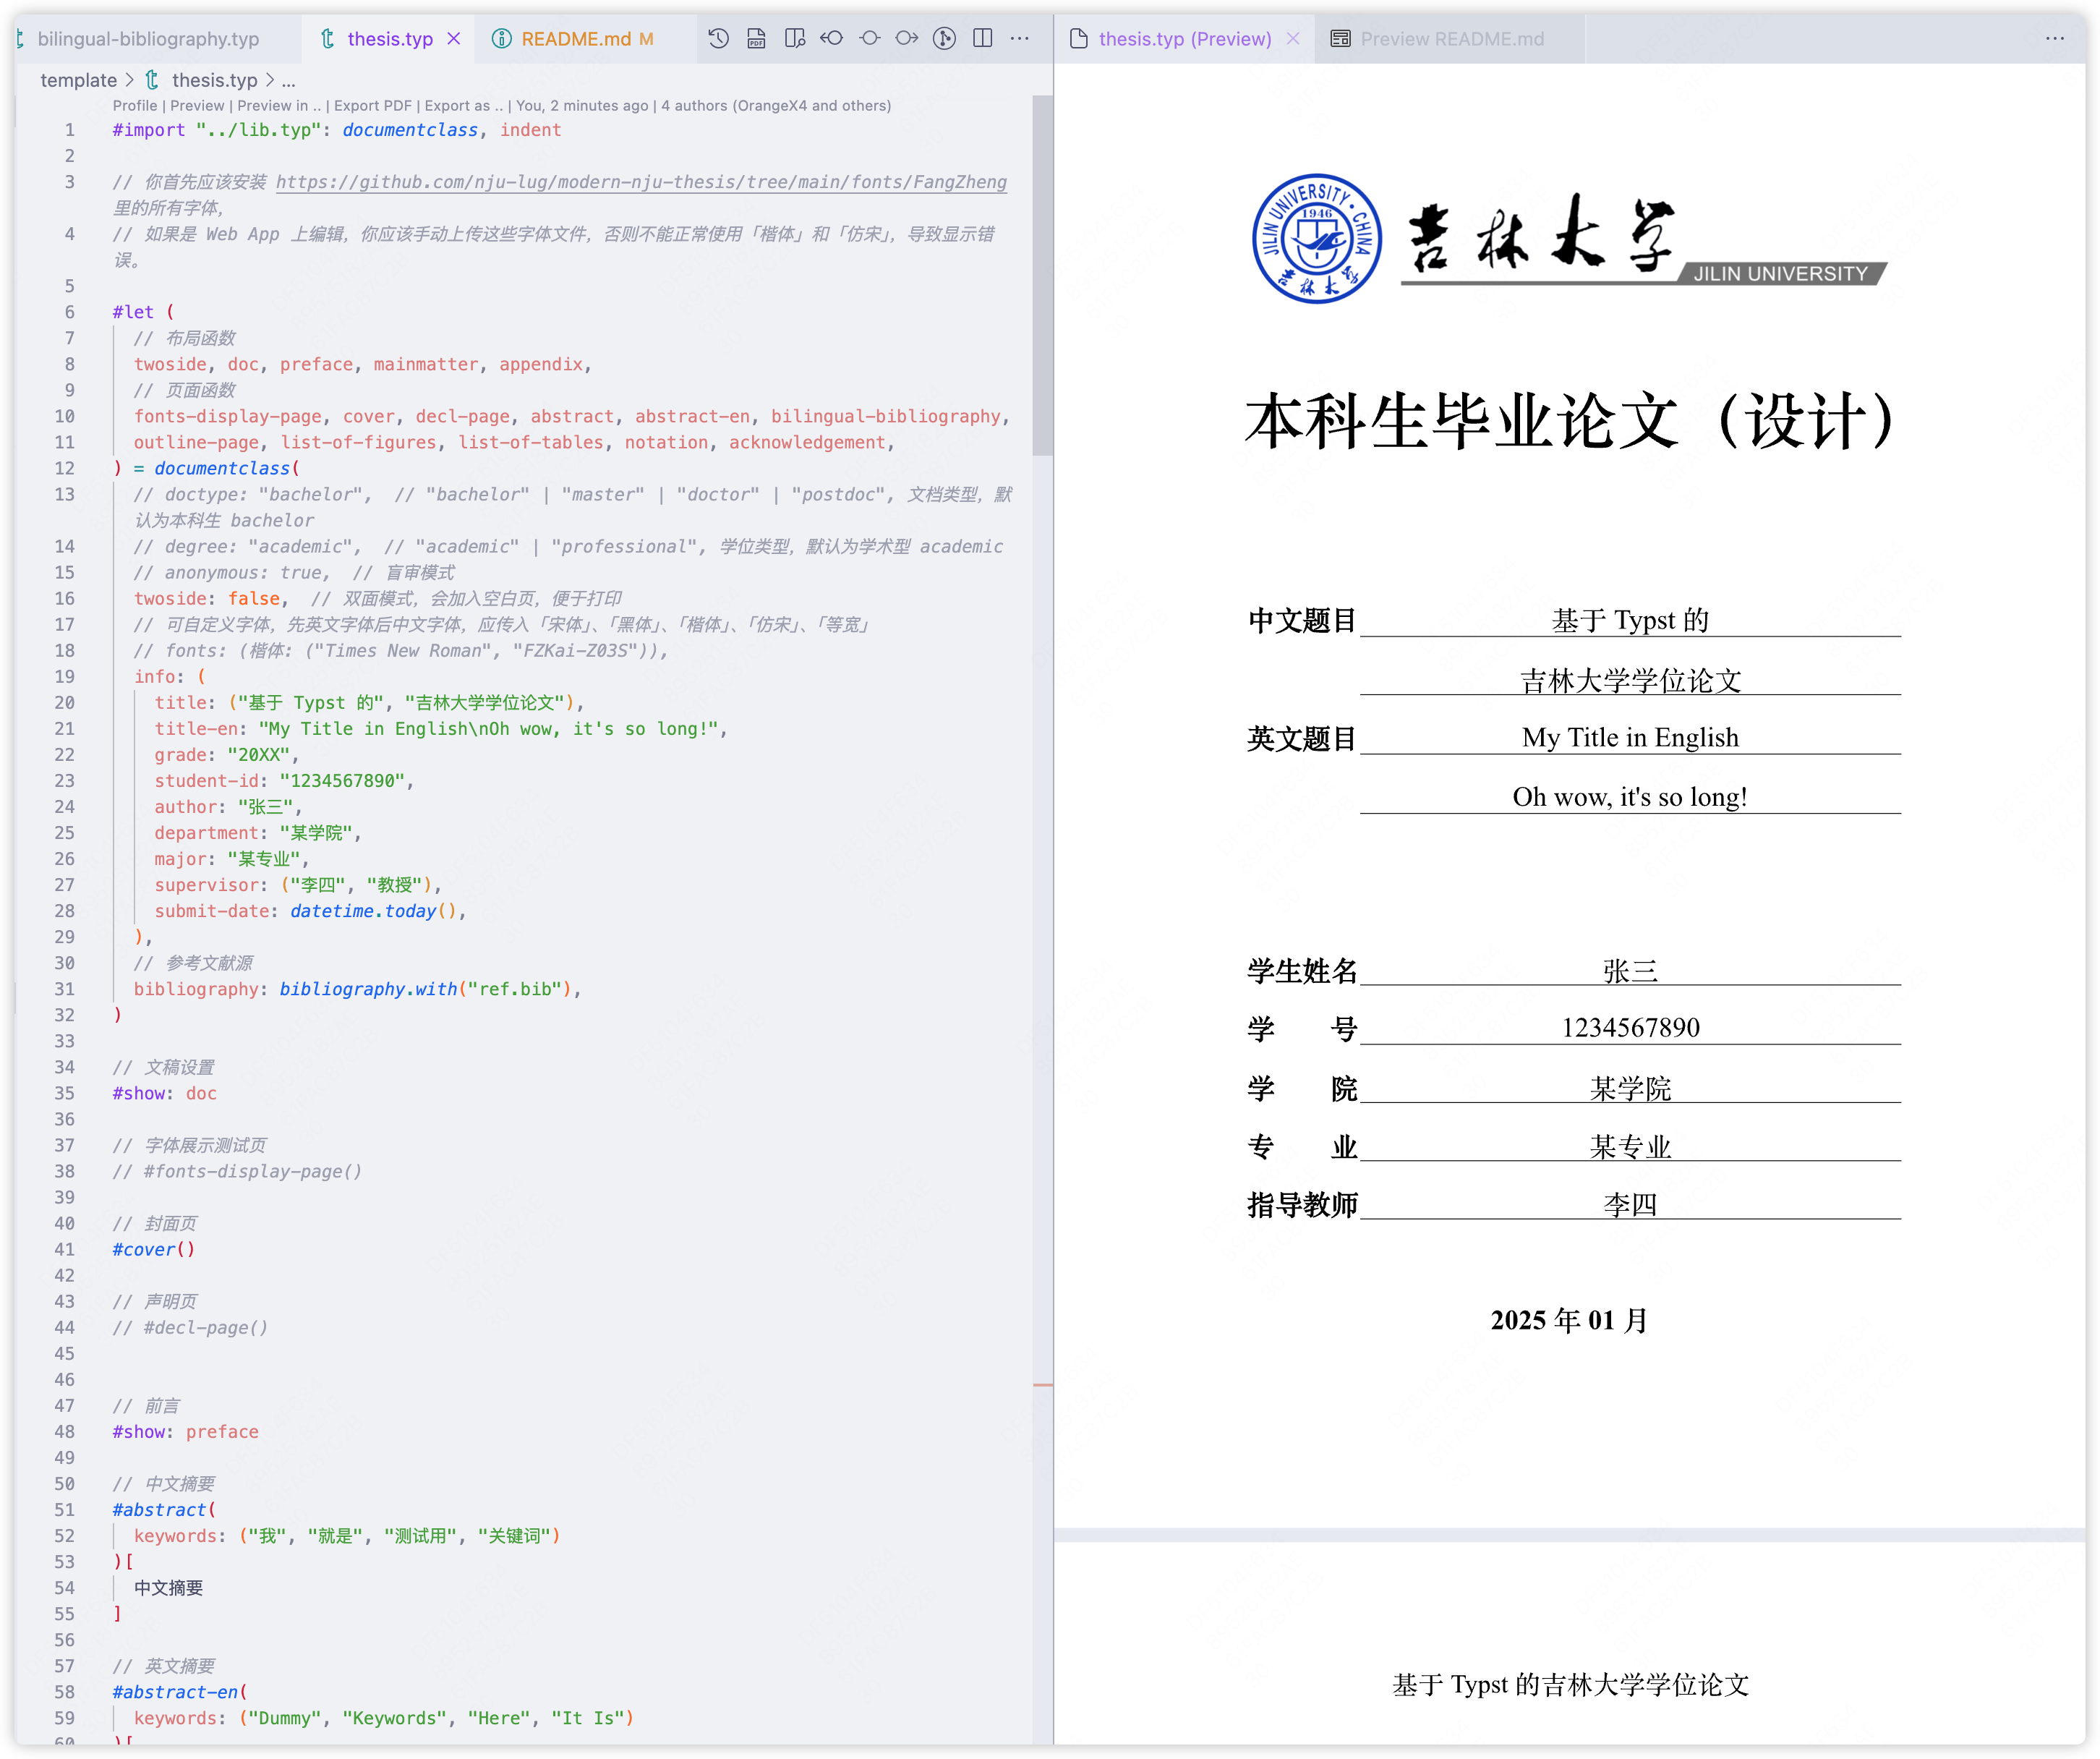 bilingual-bibliography.typ
thesis.typ
README.md M
PDF
thesis.typ (Preview)
Preview README.md
template > thesis.typ > ...
Profile | Preview | Preview in .. | Export PDF | Export as .. | You, 2 minutes ago | 4 authors (OrangeX4 and others)
1 #import "../lib.typ": documentclass, indent
2
3 // 你首先应该安装 https://github.com/nju-lug/modern-nju-thesis/tree/main/fonts/FangZheng
里的所有字体，
4 // 如果是 Web App 上编辑，你应该手动上传这些字体文件，否则不能正常使用「楷体」和「仿宋」，导致显示错
误。
5
6 #let (
7 // 布局函数
8 twoside, doc, preface, mainmatter, appendix,
9 // 页面函数
10 fonts-display-page, cover, decl-page, abstract, abstract-en, bilingual-bibliography,
11 outline-page, list-of-figures, list-of-tables, notation, acknowledgement,
12 ) = documentclass(
13 // doctype: "bachelor",  // "bachelor" | "master" | "doctor" | "postdoc", 文档类型，默
认为本科生 bachelor
14 // degree: "academic",  // "academic" | "professional", 学位类型，默认为学术型 academic
15 // anonymous: true,  // 盲审模式
16 twoside: false,  // 双面模式，会加入空白页，便于打印
17 // 可自定义字体，先英文字体后中文字体，应传入「宋体」、「黑体」、「楷体」、「仿宋」、「等宽」
18 // fonts: (楷体: ("Times New Roman", "FZKai-Z03S")),
19 info: (
20 title: ("基于 Typst 的", "吉林大学学位论文"),
21 title-en: "My Title in English\nOh wow, it's so long!",
22 grade: "20XX",
23 student-id: "1234567890",
24 author: "张三",
25 department: "某学院",
26 major: "某专业",
27 supervisor: ("李四", "教授"),
28 submit-date: datetime.today(),
29 ),
30 // 参考文献源
31 bibliography: bibliography.with("ref.bib"),
32 )
33
34 // 文稿设置
35 #show: doc
36
37 // 字体展示测试页
38 // #fonts-display-page()
39
40 // 封面页
41 #cover()
42
43 // 声明页
44 // #decl-page()
45
46
47 // 前言
48 #show: preface
49
50 // 中文摘要
51 #abstract(
52 keywords: ("我", "就是", "测试用", "关键词")
53 )[
54 中文摘要
55 ]
56
57 // 英文摘要
58 #abstract-en(
59 keywords: ("Dummy", "Keywords", "Here", "It Is")
60 )[
JILIN UNIVERSITY · CHINA
1946
吉林大学
吉林大学
JILIN UNIVERSITY
本科生毕业论文（设计）
中文题目 基于 Typst 的
吉林大学学位论文
英文题目 My Title in English
Oh wow, it's so long!
学生姓名 张三
学 号 1234567890
学 院 某学院
专 业 某专业
指导教师 李四
2025 年 01 月
基于 Typst 的吉林大学学位论文